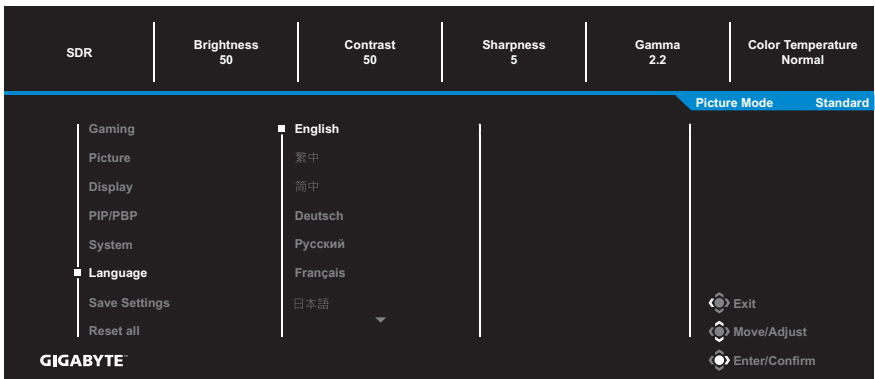 SDR
Brightness
50
Contrast
50
Sharpness
5
Gamma
2.2
Color Temperature
Normal
Picture Mode Standard
Gaming
Picture
Display
PIP/PBP
System
Language
Save Settings
Reset all
English
繁中
简中
Deutsch
Русский
Français
日本語
Exit
Move/Adjust
Enter/Confirm
GIGABYTE™